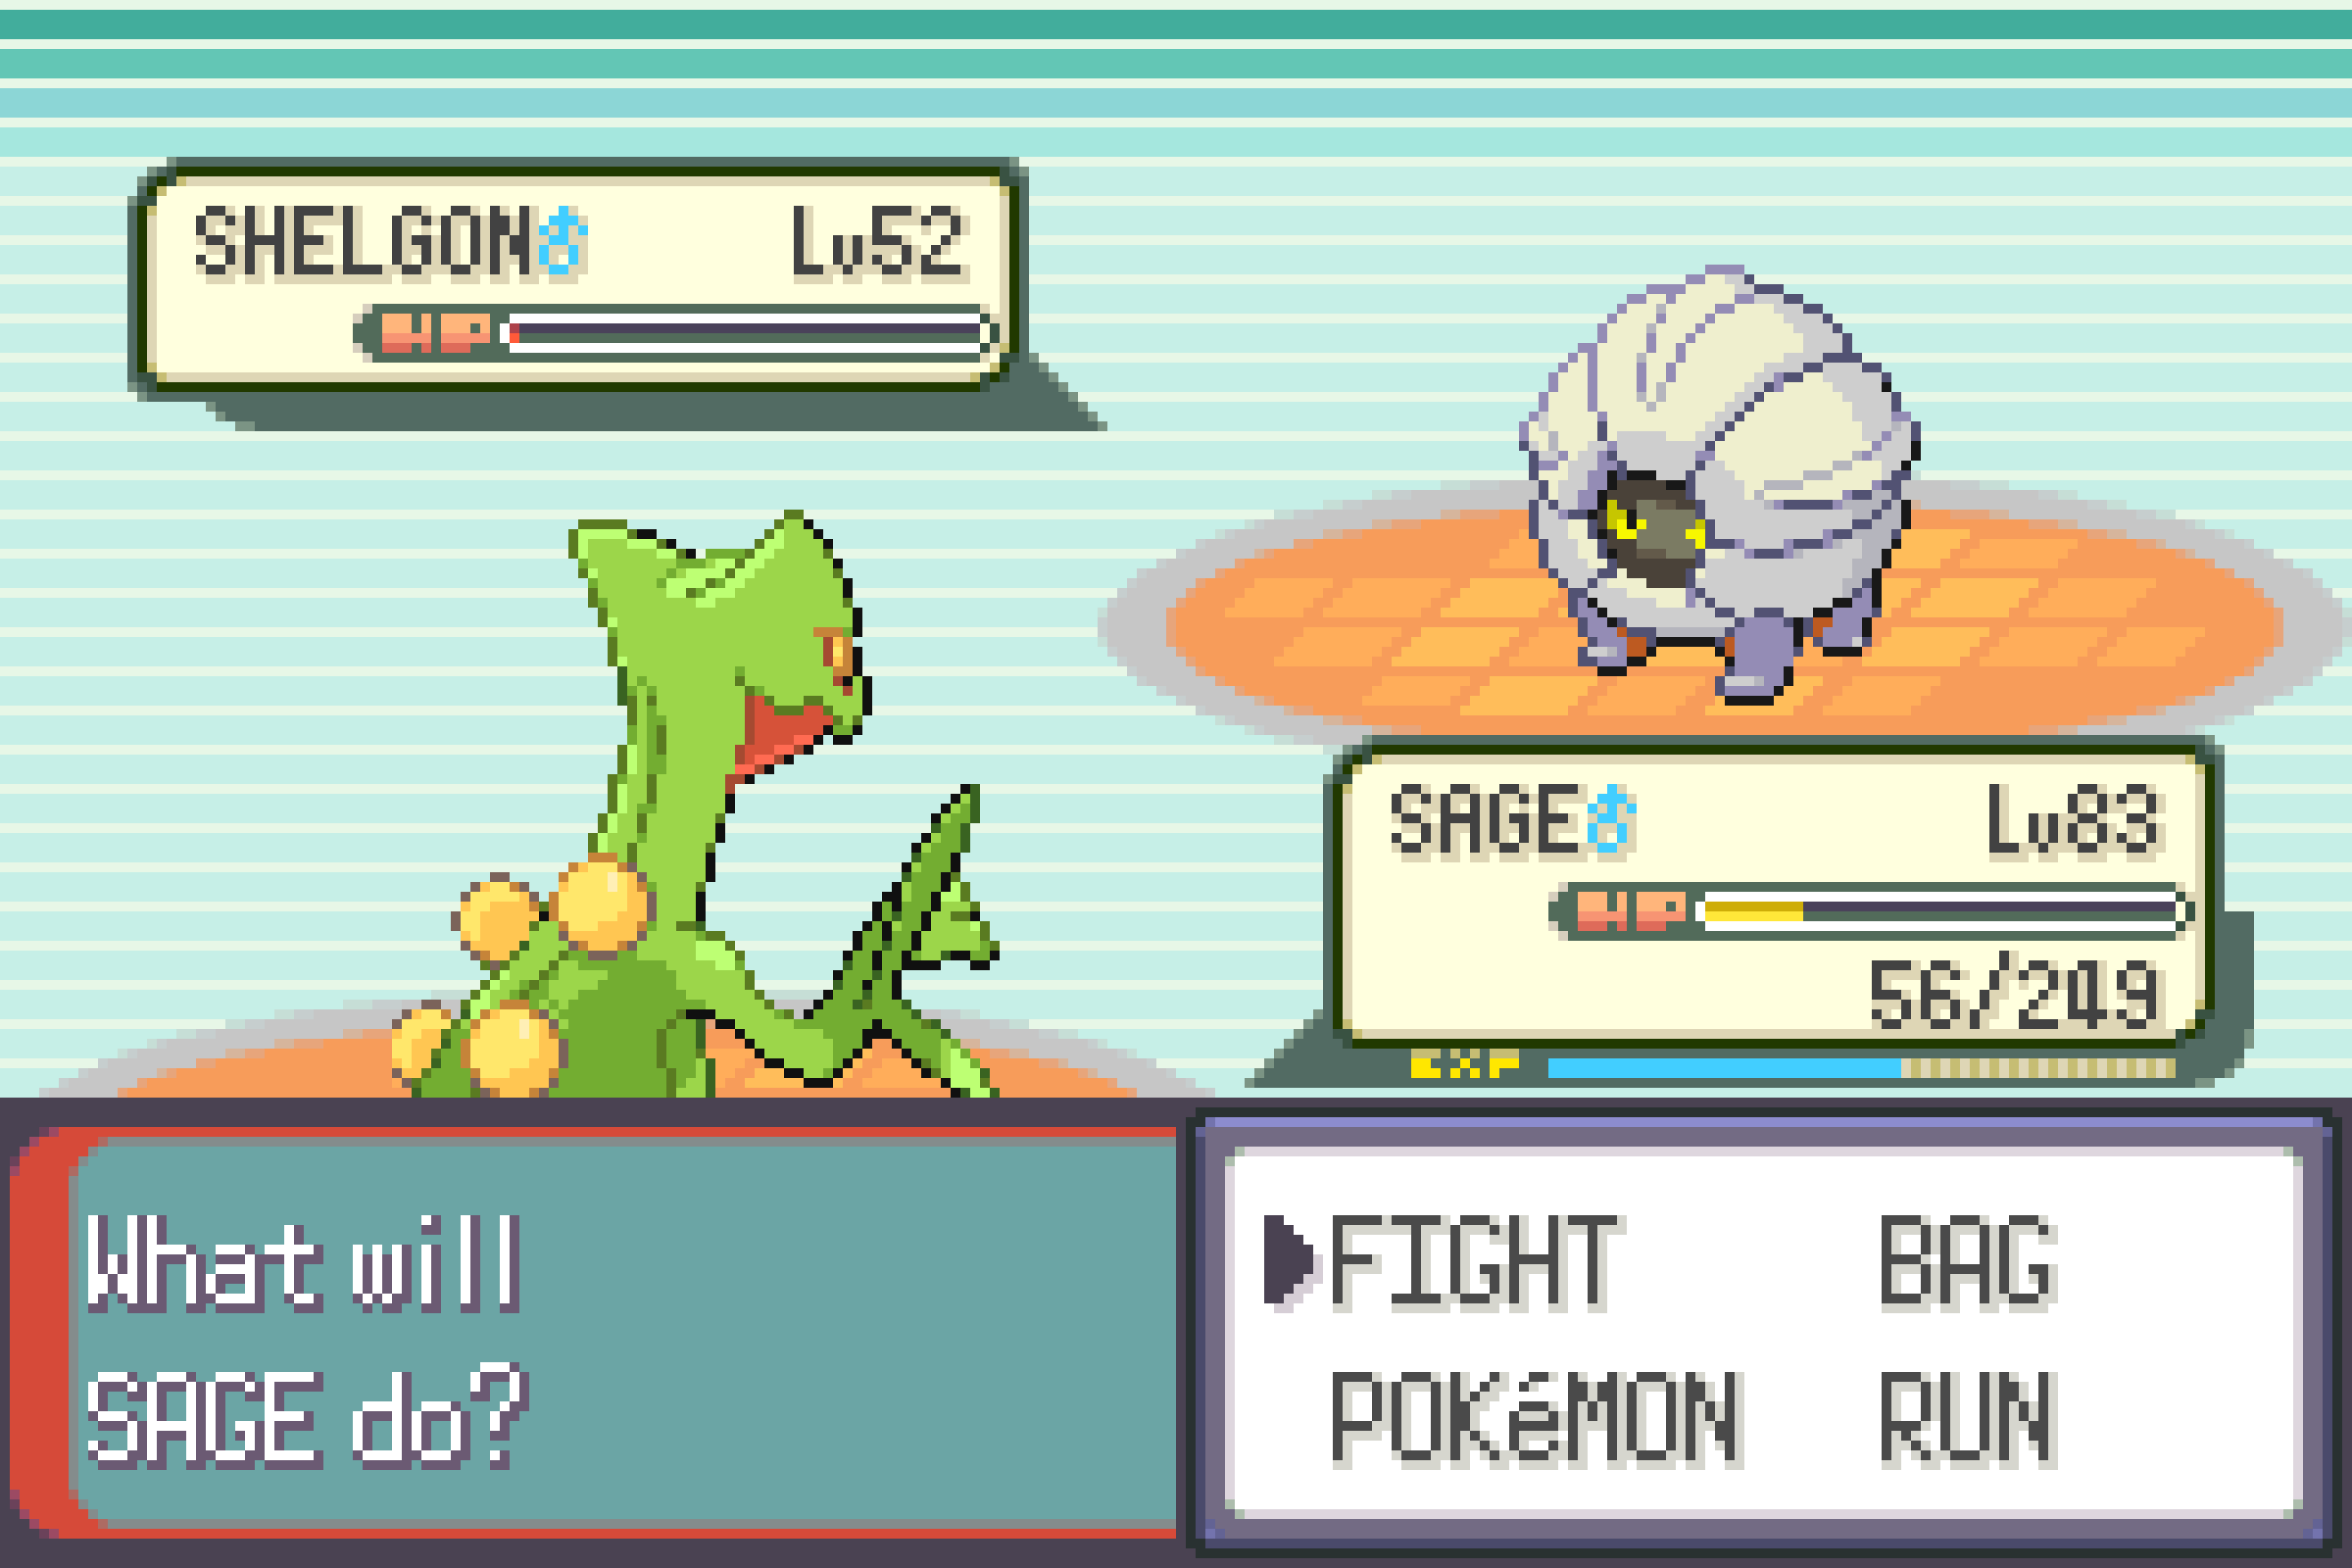 SHELGON♂ Lv52
HP
SAGE♂ Lv83
HP
56/249
EXP
What will
SAGE do?
FIGHT BAG
POKéMON RUN